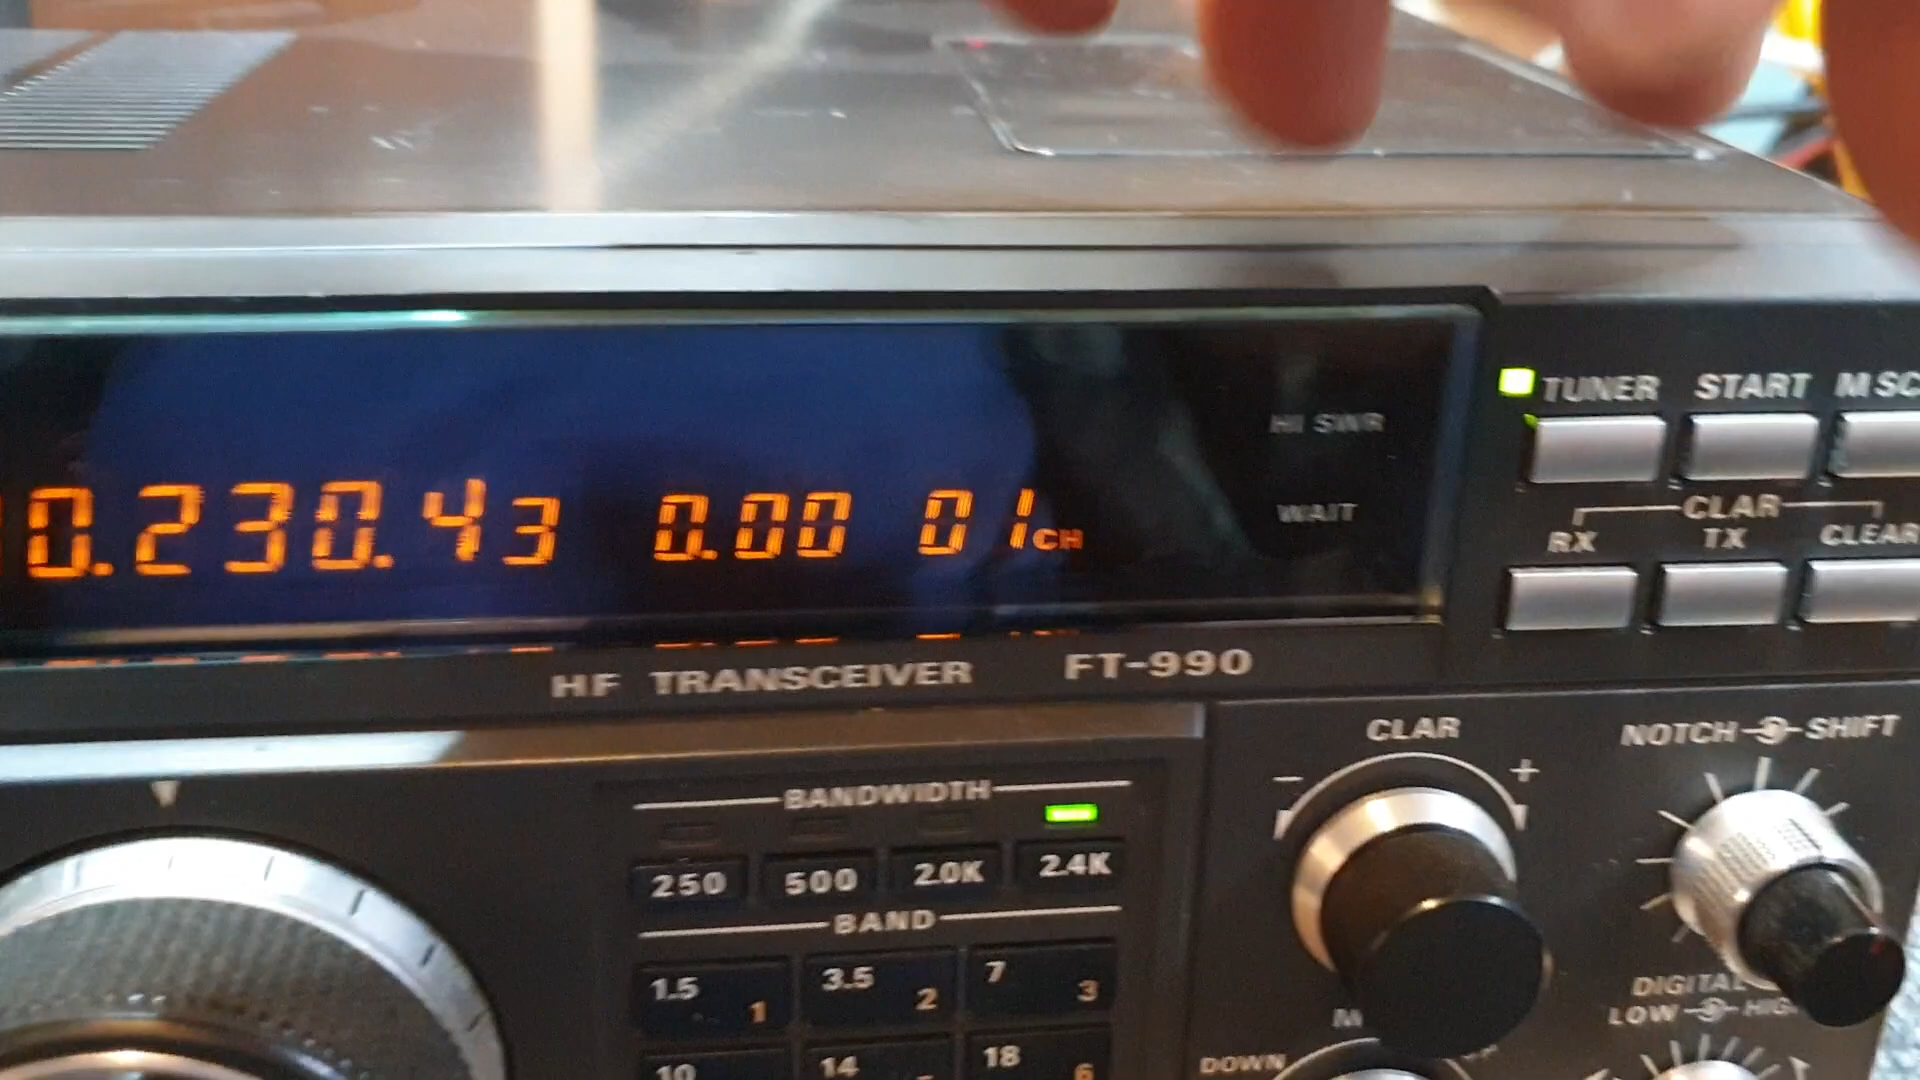 0.230.43 0.00 01CH
HI SWR
WAIT
TUNER START M SC
CLAR
RX TX CLEAR
HF TRANSCEIVER FT-990
CLAR
- +
NOTCH SHIFT
BANDWIDTH
250 500 2.0K 2.4K
BAND
1.5 1 3.5 2 7 3
10 14 18 6
DIGITAL
LOW HIGH
DOWN